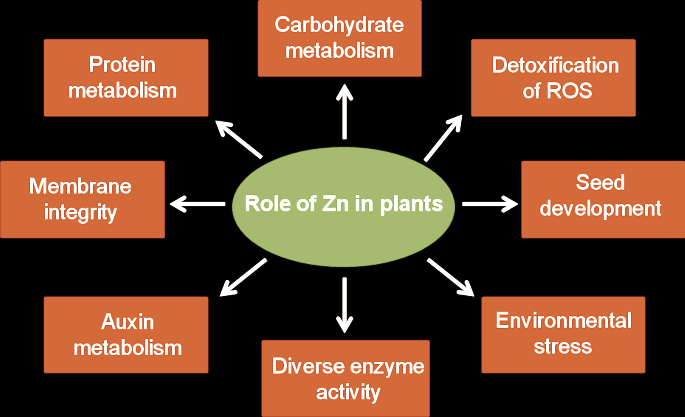 Carbohydrate
metabolism
Protein
metabolism
Detoxification
of ROS
Membrane
integrity
Role of Zn in plants
Seed
development
Auxin
metabolism
Environmental
stress
Diverse enzyme
activity